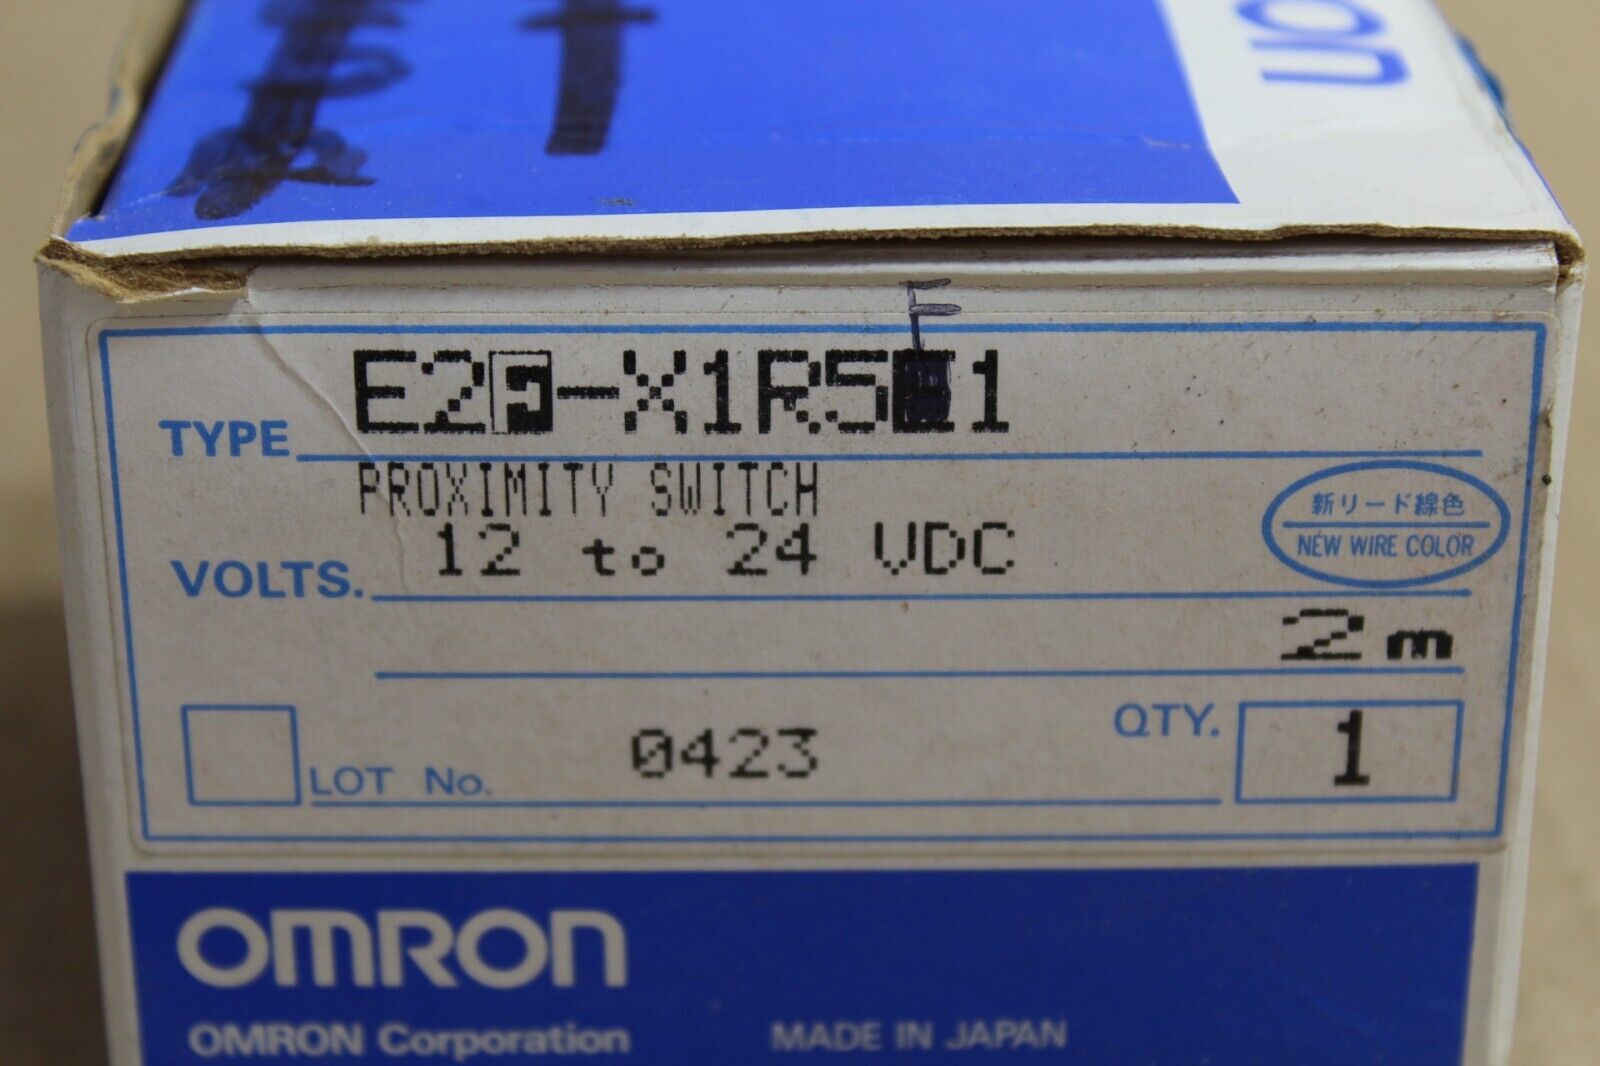 on
F
TYPE E2F-X1R5E1
PROXIMITY SWITCH
新リード線色
NEW WIRE COLOR
VOLTS. 12 to 24 VDC
2m
LOT No. 0423 QTY. 1
OMRON
OMRON Corporation MADE IN JAPAN